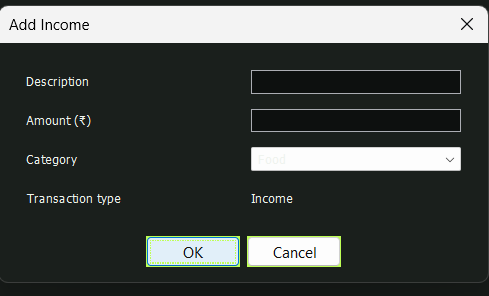 Add Income
Description
Amount (₹)
Category Food
Transaction type Income
OK Cancel